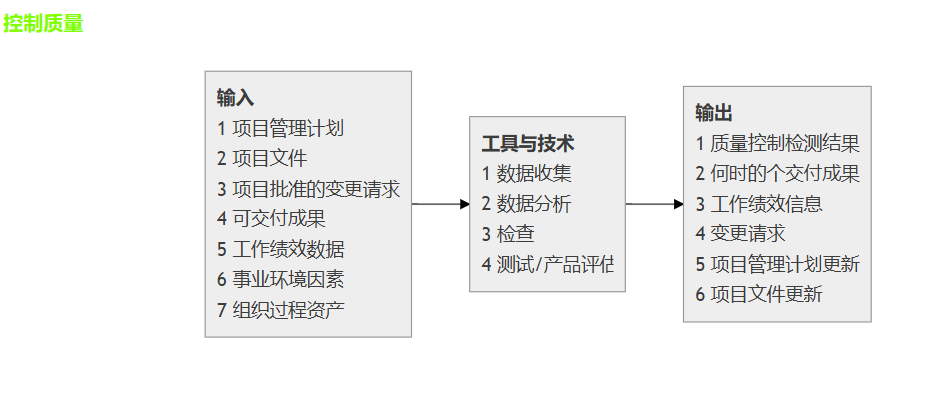 控制质量
输入
1 项目管理计划
2 项目文件
3 项目批准的变更请求
4 可交付成果
5 工作绩效数据
6 事业环境因素
7 组织过程资产
工具与技术
1 数据收集
2 数据分析
3 检查
4 测试/产品评估
输出
1 质量控制检测结果
2 何时的个交付成果
3 工作绩效信息
4 变更请求
5 项目管理计划更新
6 项目文件更新